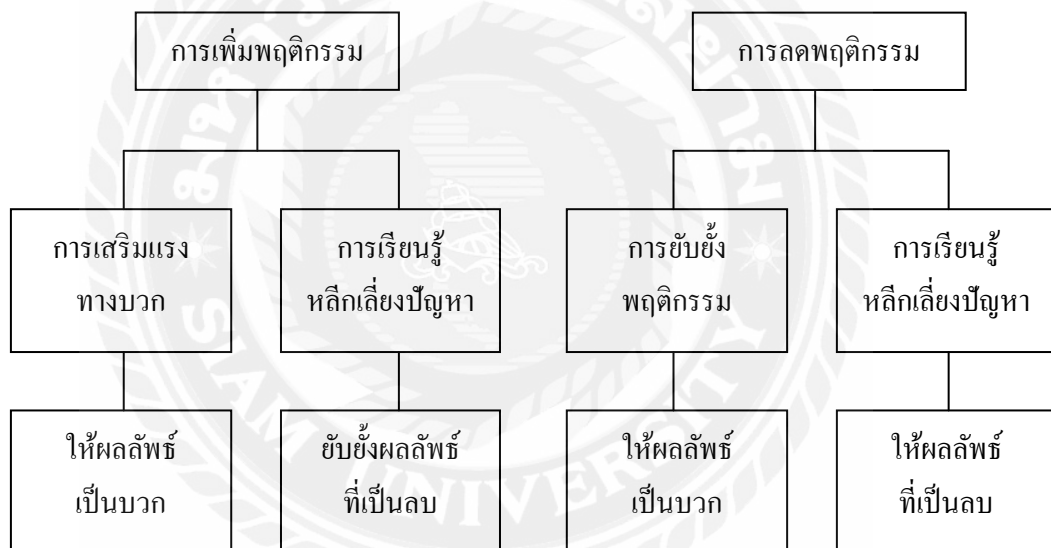 การเพิ่มพฤติกรรม
การลดพฤติกรรม
การเสริมแรง
ทางบวก
การเรียนรู้
หลีกเลี่ยงปัญหา
การยับยั้ง
พฤติกรรม
การเรียนรู้
หลีกเลี่ยงปัญหา
ให้ผลลัพธ์
เป็นบวก
ยับยั้งผลลัพธ์
ที่เป็นลบ
ให้ผลลัพธ์
เป็นบวก
ให้ผลลัพธ์
ที่เป็นลบ
SIAM UNIVERSITY